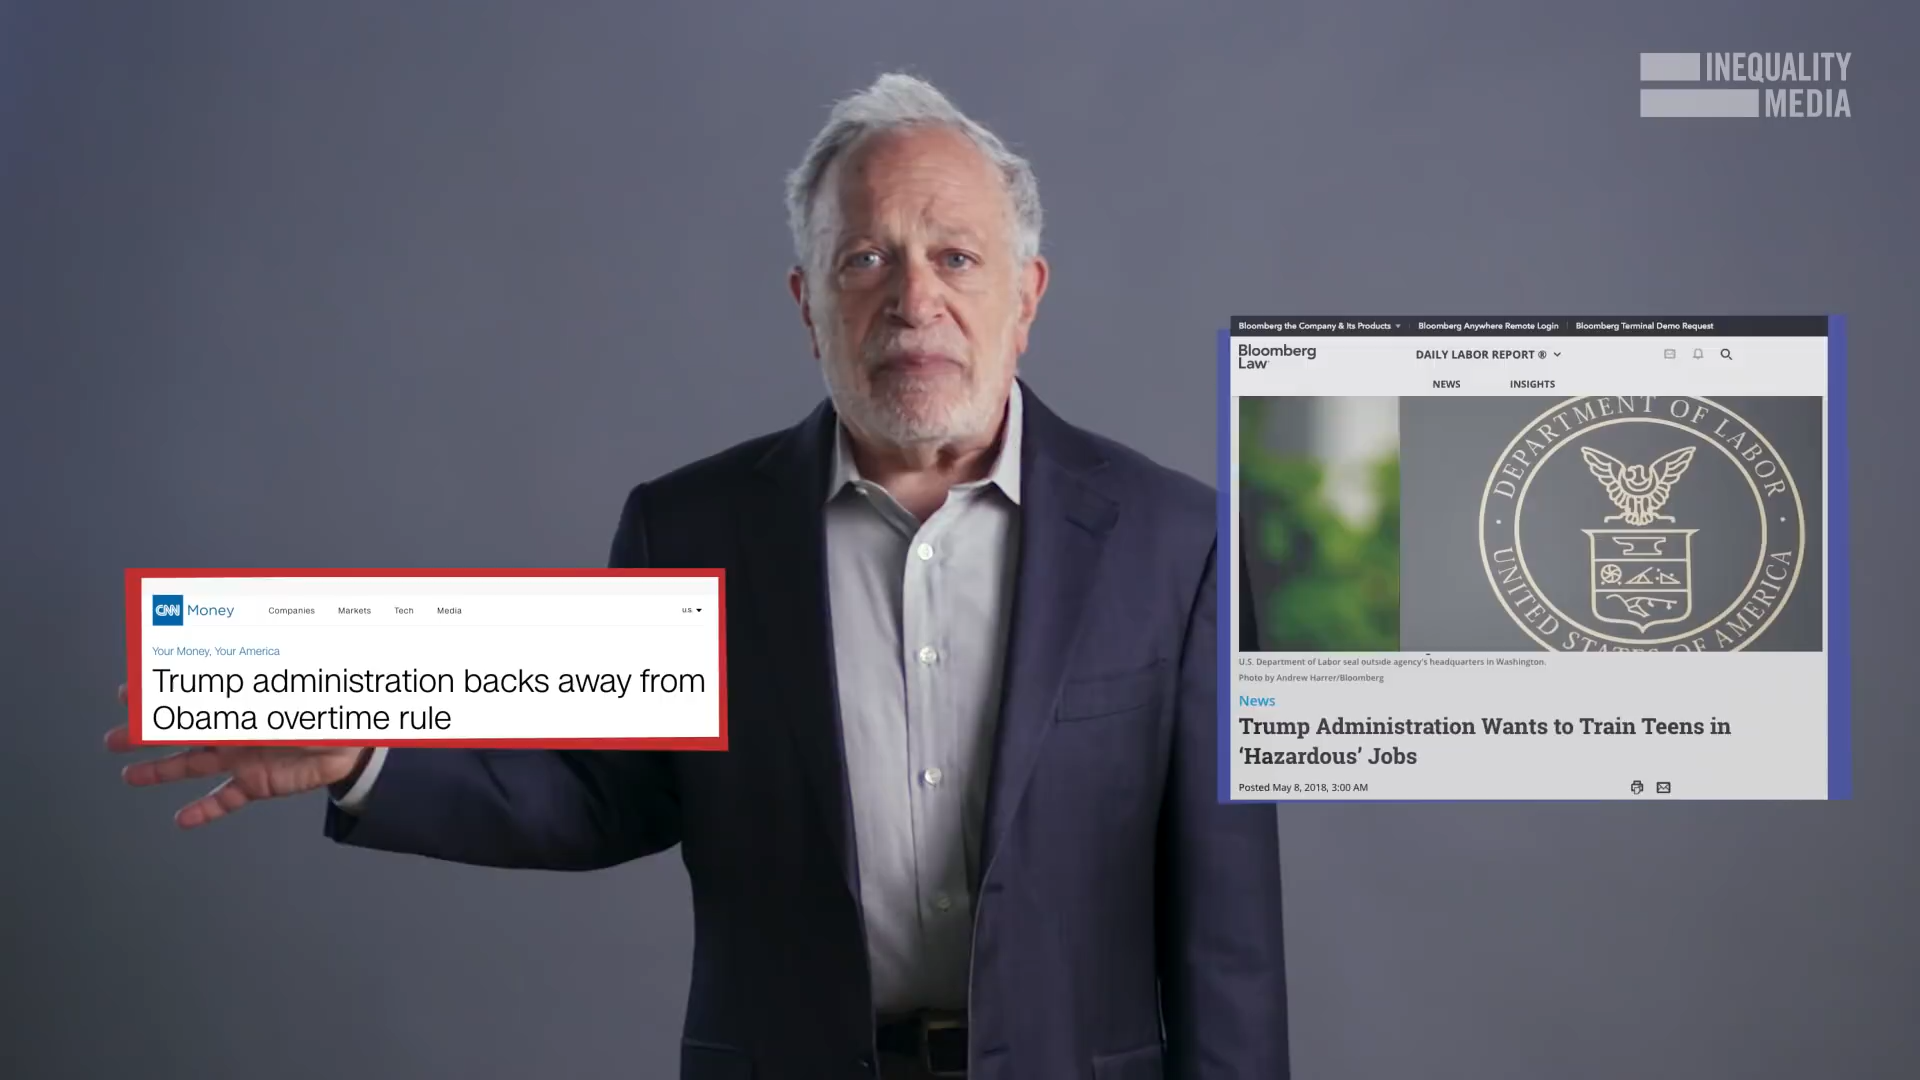 INEQUALITY
MEDIA
CNN Money Companies Markets Tech Media U.S.
Your Money, Your America
Trump administration backs away from
Obama overtime rule
Bloomberg the Company & Its Products Bloomberg Anywhere Remote Login Bloomberg Terminal Demo Request
Bloomberg
Law
DAILY LABOR REPORT ®
NEWS INSIGHTS
DEPARTMENT OF LABOR
UNITED STATES OF AMERICA
U.S. Department of Labor seal outside agency's headquarters in Washington.
Photo by Andrew Harrer/Bloomberg
News
Trump Administration Wants to Train Teens in
‘Hazardous’ Jobs
Posted May 8, 2018, 3:00 AM